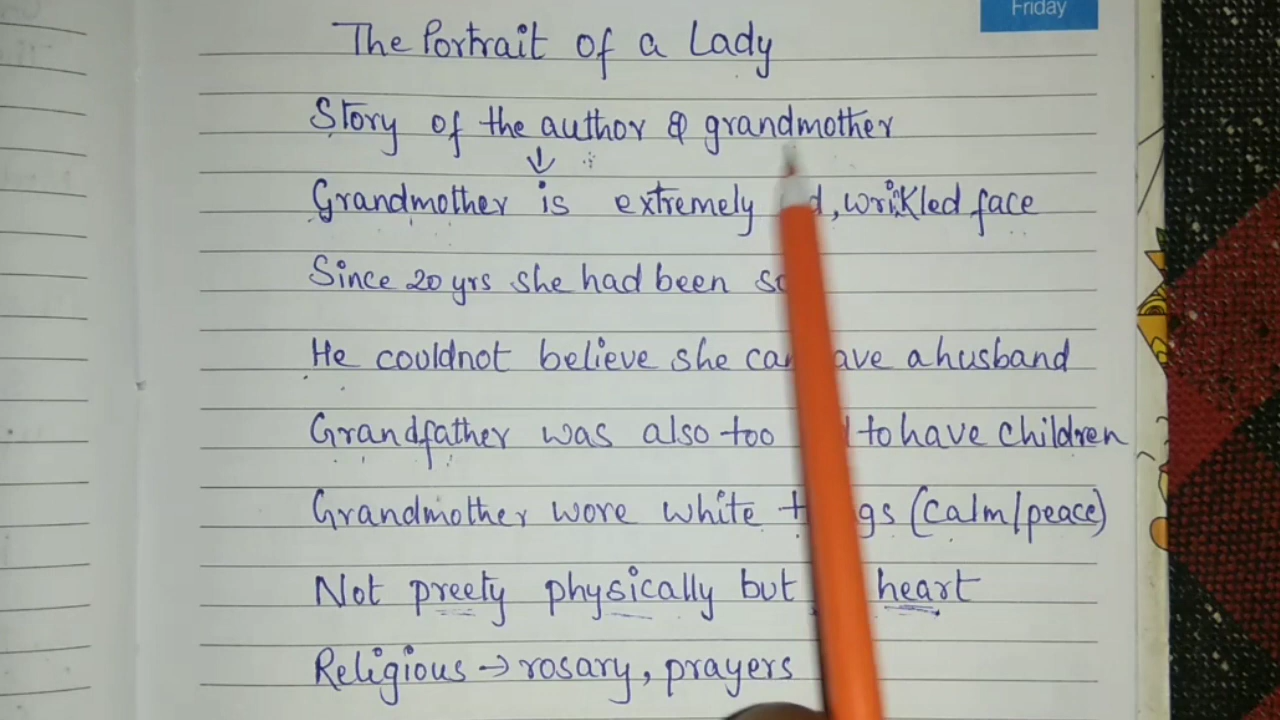 Friday
The Portrait of a Lady
Story of the author & grandmother
↓
Grandmother is extremely , wrikled face
Since 20 yrs she had been
He couldnot believe she have a husband
Grandfather was also too to have children
Grandmother wore white (calm/peace)
Not preety physically but heart
Religious → rosary, prayers